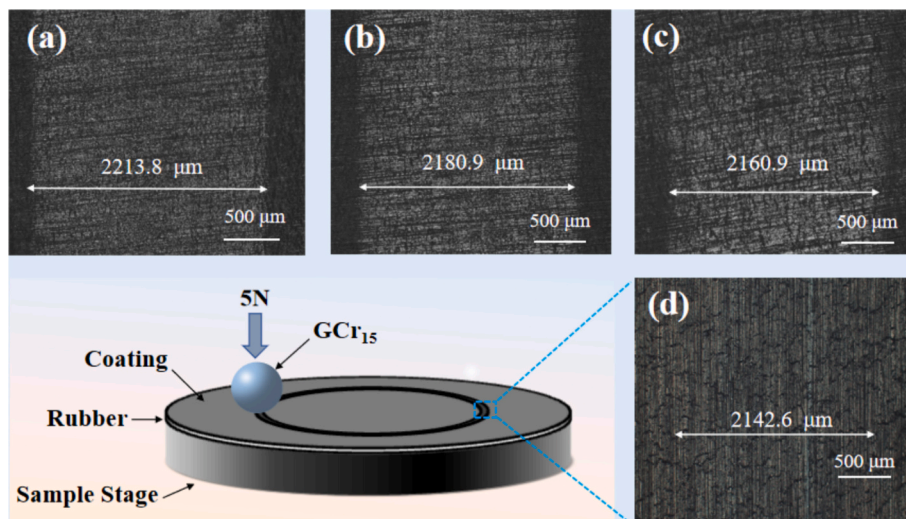 (a)
2213.8 μm
500 μm
(b)
2180.9 μm
500 μm
(c)
2160.9 μm
500 μm
5N
GCr₁₅
Coating
Rubber
Sample Stage
(d)
2142.6 μm
500 μm